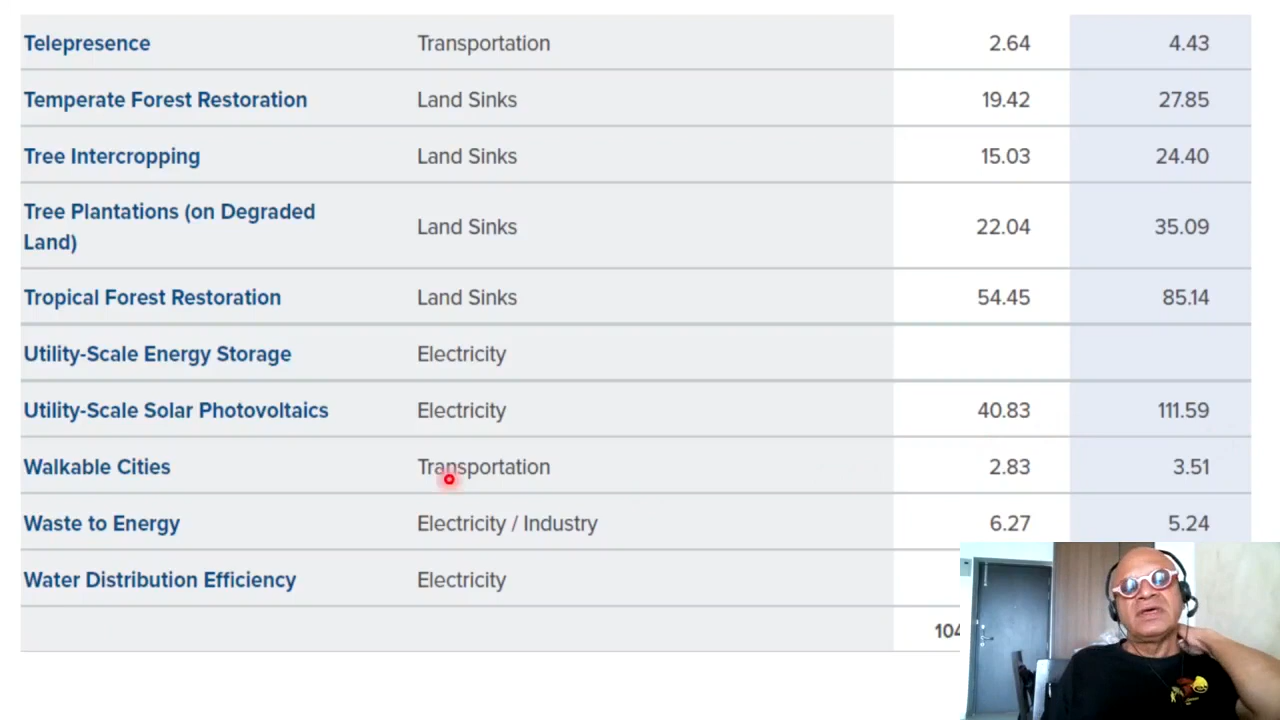 Telepresence Transportation 2.64 4.43
Temperate Forest Restoration Land Sinks 19.42 27.85
Tree Intercropping Land Sinks 15.03 24.40
Tree Plantations (on Degraded
Land) Land Sinks 22.04 35.09
Tropical Forest Restoration Land Sinks 54.45 85.14
Utility-Scale Energy Storage Electricity
Utility-Scale Solar Photovoltaics Electricity 40.83 111.59
Walkable Cities Transportation 2.83 3.51
Waste to Energy Electricity / Industry 6.27 5.24
Water Distribution Efficiency Electricity